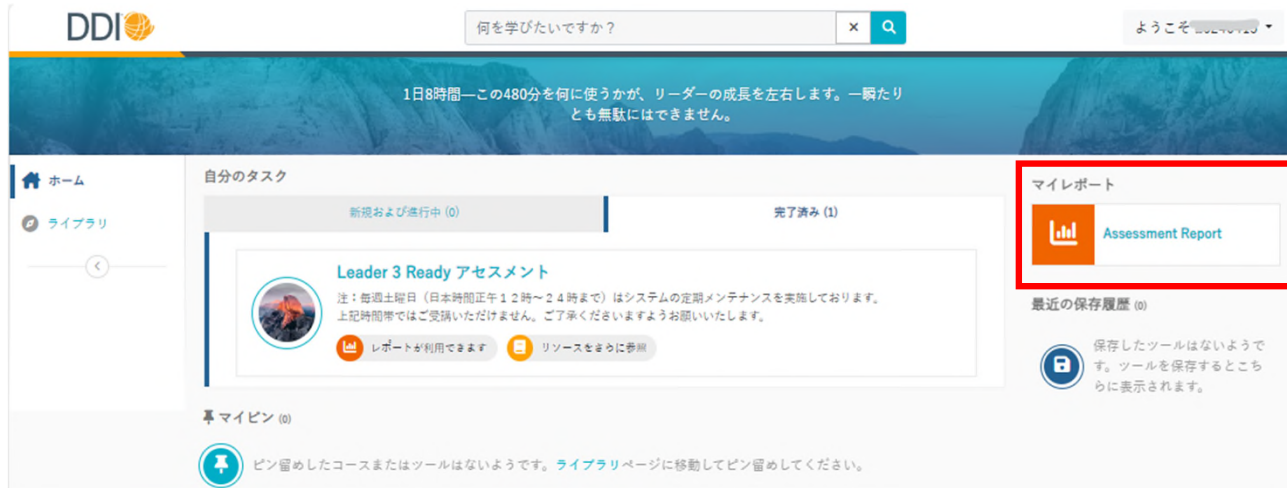 DDI
何を学びたいですか？
ようこそ
1日8時間―この480分を何に使うかが、リーダーの成長を左右します。一瞬たり
とも無駄にはできません。
ホーム
ライブラリ
自分のタスク
新規および進行中 (0)
完了済み (1)
Leader 3 Ready アセスメント
注：毎週土曜日（日本時間正午１２時～２４時まで）はシステムの定期メンテナンスを実施しております。
上記時間帯ではご受講いただけません。ご了承くださいますようお願いいたします。
レポートが利用できます
リソースをさらに参照
マイピン (0)
ピン留めしたコースまたはツールはないようです。ライブラリページに移動してピン留めしてください。
マイレポート
Assessment Report
最近の保存履歴 (0)
保存したツールはないようで
す。ツールを保存するとこち
らに表示されます。